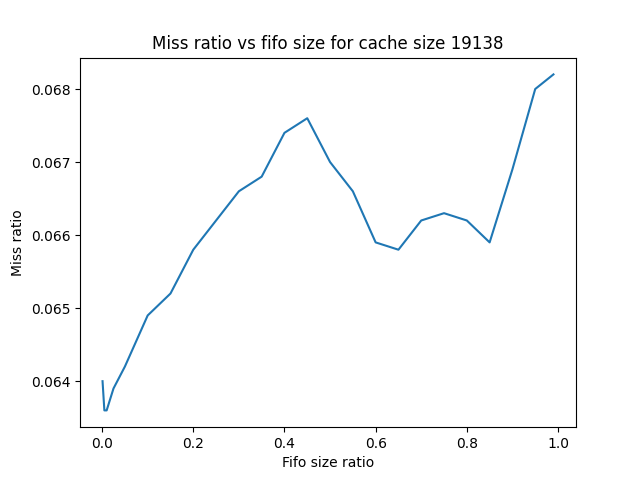 Miss ratio vs fifo size for cache size 19138
0.068
0.067
0.066
0.065
0.064
Miss ratio
0.0 0.2 0.4 0.6 0.8 1.0
Fifo size ratio